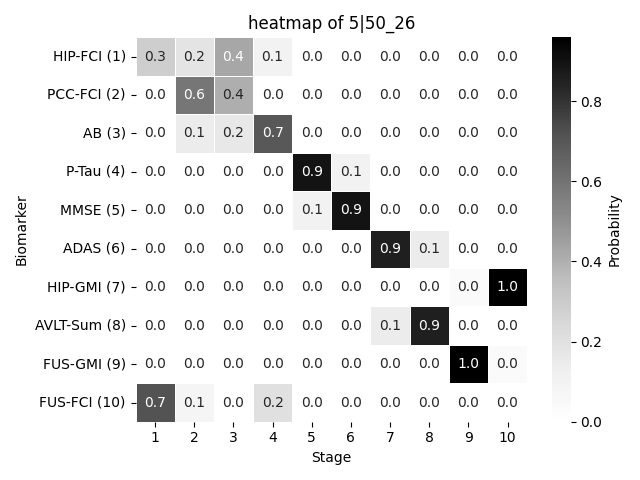 heatmap of 5|50_26
HIP-FCI (1) 0.3 0.2 0.4 0.1 0.0 0.0 0.0 0.0 0.0 0.0
PCC-FCI (2) 0.0 0.6 0.4 0.0 0.0 0.0 0.0 0.0 0.0 0.0
AB (3) 0.0 0.1 0.2 0.7 0.0 0.0 0.0 0.0 0.0 0.0
P-Tau (4) 0.0 0.0 0.0 0.0 0.9 0.1 0.0 0.0 0.0 0.0
MMSE (5) 0.0 0.0 0.0 0.0 0.1 0.9 0.0 0.0 0.0 0.0
ADAS (6) 0.0 0.0 0.0 0.0 0.0 0.0 0.9 0.1 0.0 0.0
HIP-GMI (7) 0.0 0.0 0.0 0.0 0.0 0.0 0.0 0.0 0.0 1.0
AVLT-Sum (8) 0.0 0.0 0.0 0.0 0.0 0.0 0.1 0.9 0.0 0.0
FUS-GMI (9) 0.0 0.0 0.0 0.0 0.0 0.0 0.0 0.0 1.0 0.0
FUS-FCI (10) 0.7 0.1 0.0 0.2 0.0 0.0 0.0 0.0 0.0 0.0
1 2 3 4 5 6 7 8 9 10
Stage
Biomarker
0.8
0.6
0.4
0.2
0.0
Probability